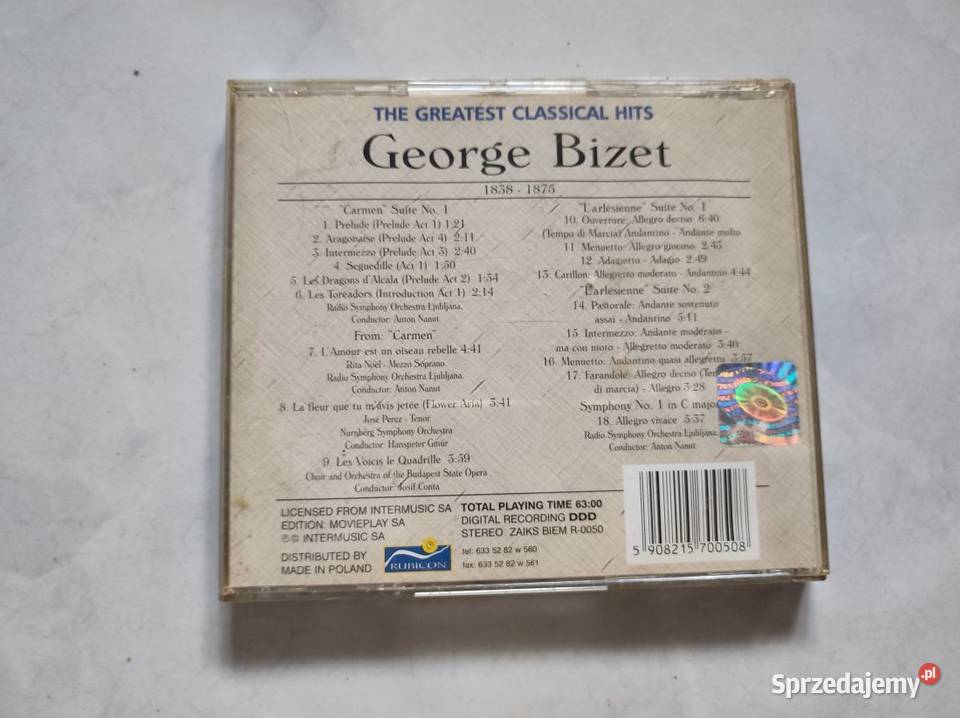 THE GREATEST CLASSICAL HITS
George Bizet
1838 - 1875
"Carmen" Suite No. 1
1. Prelude (Prelude Act 1) 1:21
2. Aragonaise (Prelude Act 4) 2:11
3. Intermezzo (Prelude Act 3) 2:40
4. Seguedille (Act 1) 1:50
5. Les Dragons d'Alcala (Prelude Act 2) 1:34
6. Les Toreadors (Introduction Act 1) 2:14
Radio Symphony Orchestra Ljubljana.
Conductor: Anton Nanut
From: "Carmen"
7. L'Amour est un oiseau rebelle 4:41
Rita Noel - Mezzo Soprano
Radio Symphony Orchestra Ljubljana.
Conductor: Anton Nanut
8. La fleur que tu m'avis jetée (Flower Aria) 3:41
José Perez - Tenor
Nurnberg Symphony Orchestra
Conductor: Hanspeter Gmür
9. Les Voicis le Quadrille 3:59
Choir and Orchestra of the Budapest State Opera
Conductor: Josif Conta
"L'arlésienne" Suite No. 1
10. Ouverture: Allegro deciso 6:40
(Tempo di Marcia) Andantino - Andante molto
11. Menuetto: Allegro giocoso 2:45
12. Adagietto - Adagio 2:49
13. Carillon: Allegretto moderato - Andantino 4:44
"L'arlesienne" Suite No. 2
14. Pastorale: Andante sostenuto
assai - Andantino 5:11
15. Intermezzo: Andante moderato -
ma con moto - Allegretto moderato 3:40
16. Menuetto: Andantino quasi allegretto 3:57
17. Farandole: Allegro deciso
di marcia) - Allegro 3:28
Symphony No. 1 in C major
18. Allegro vivace 5:37
Radio Symphony Orchestra Ljubljana.
Conductor: Anton Nanut
LICENSED FROM INTERMUSIC SA
EDITION: MOVIEPLAY SA
℗© INTERMUSIC SA
DISTRIBUTED BY
MADE IN POLAND
RUBICON
TOTAL PLAYING TIME 63:00
DIGITAL RECORDING DDD
STEREO ZAIKS BIEM R-0050
tel: 633 52 82 w 560
fax: 633 52 82 w 561
5 908215 700508
Sprzedajemy.pl